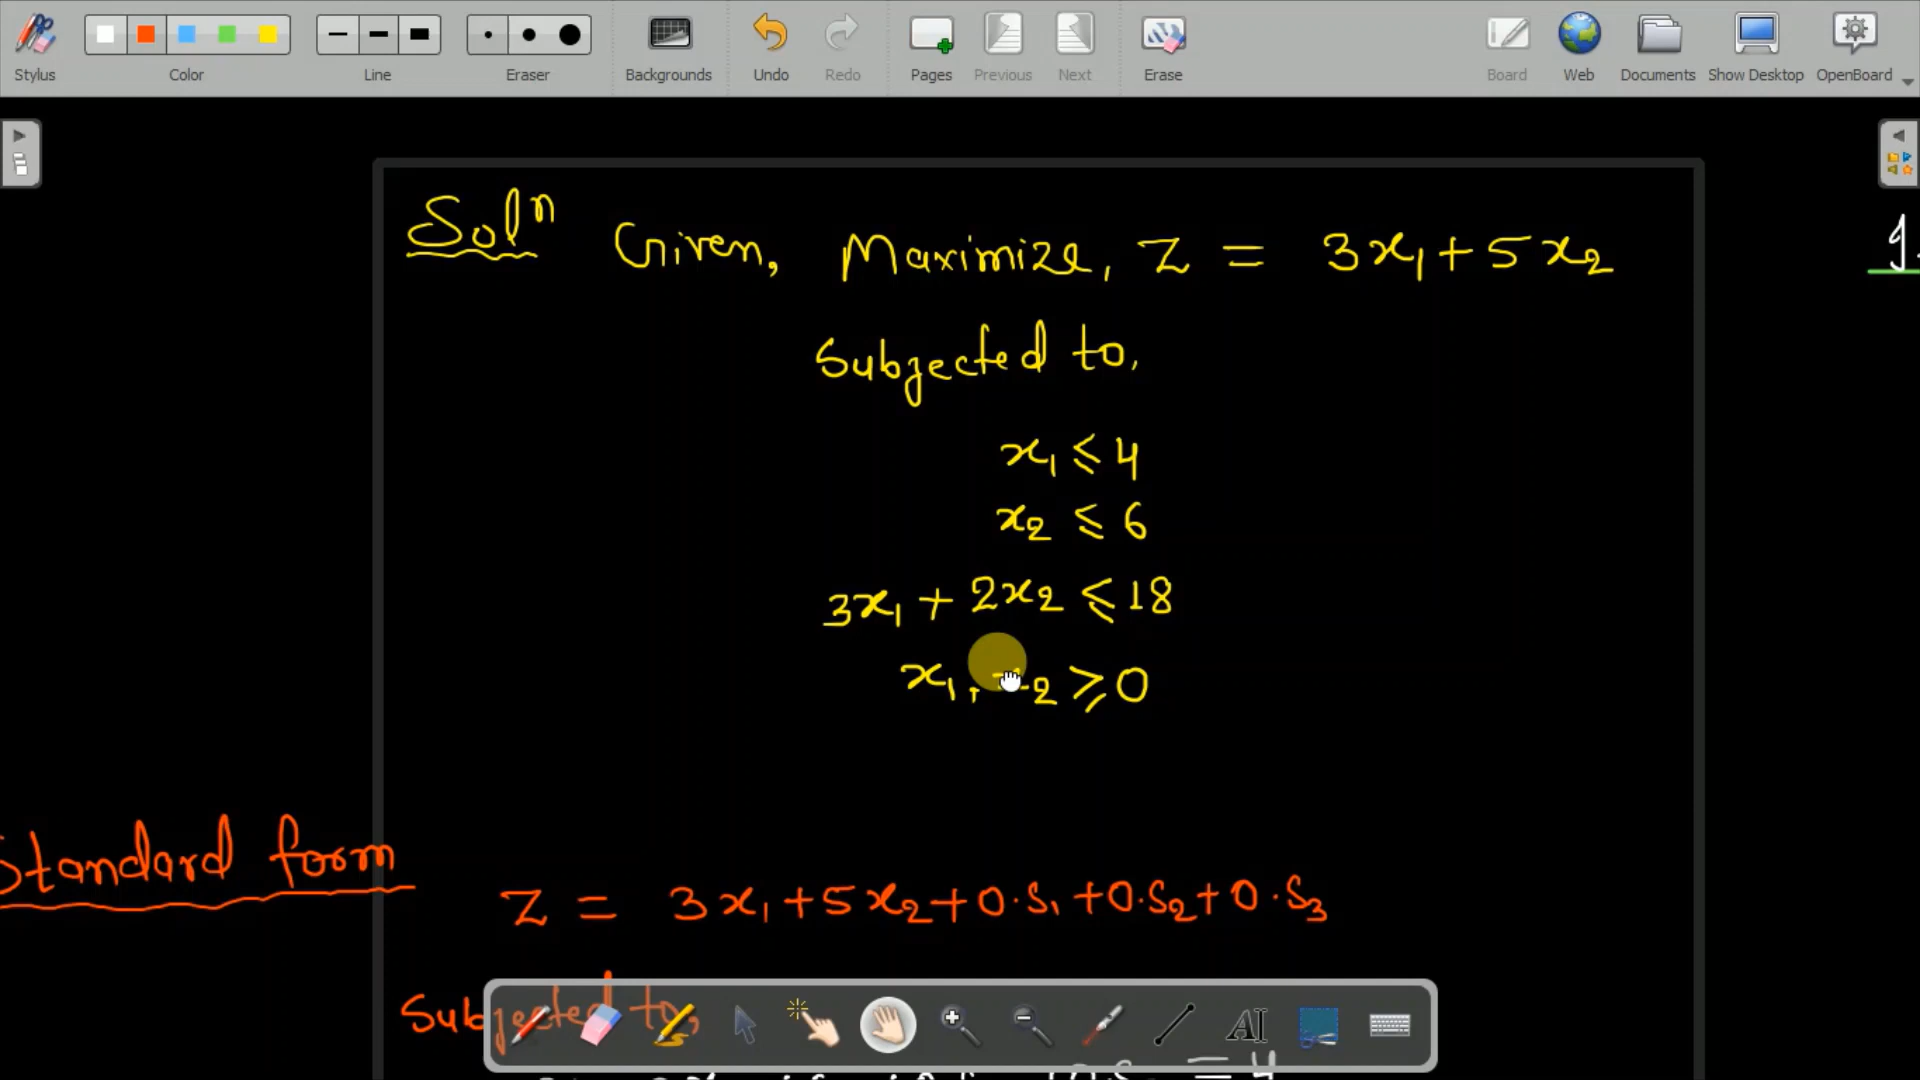 Stylus Color Line Eraser Backgrounds Undo Redo Pages Previous Next Erase Board Web Documents Show Desktop OpenBoard
Solⁿ Given, Maximize, Z = 3x₁ + 5x₂
Subjected to,
x₁ ⩽ 4
x₂ ⩽ 6
3x₁ + 2x₂ ⩽ 18
x₁, x₂ ⩾ 0
Standard form
Z = 3x₁ + 5x₂ + 0·S₁ + 0·S₂ + 0·S₃
Subjected to,
= 4